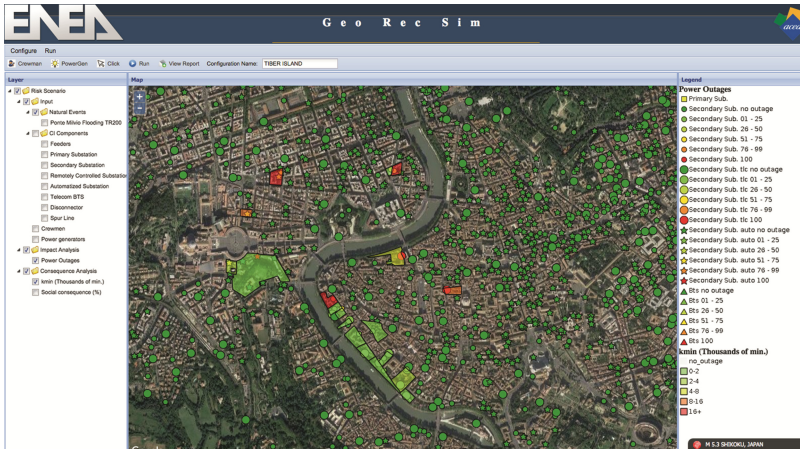 ENEA
Geo Rec Sim
acea
Configure Run
Crewman PowerGen Click Run View Report Configuration Name: TIBER ISLAND
Layer
Risk Scenario
Input
Natural Events
Ponte Milvio Flooding TR200
CI Components
Feeders
Primary Substation
Secondary Substation
Remotely Controlled Substation
Automatized Substation
Telecom BTS
Disconnector
Spur Line
Crewmen
Power generators
Impact Analysis
Power Outages
Consequence Analysis
kmin (Thousands of min.)
Social consequence (%)
Map
+
−
Legend
Power Outages
Primary Sub.
Secondary Sub. no outage
Secondary Sub. 01 - 25
Secondary Sub. 26 - 50
Secondary Sub. 51 - 75
Secondary Sub. 76 - 99
Secondary Sub. 100
Secondary Sub. tlc no outage
Secondary Sub. tlc 01 - 25
Secondary Sub. tlc 26 - 50
Secondary Sub. tlc 51 - 75
Secondary Sub. tlc 76 - 99
Secondary Sub. tlc 100
Secondary Sub. auto no outage
Secondary Sub. auto 01 - 25
Secondary Sub. auto 26 - 50
Secondary Sub. auto 51 - 75
Secondary Sub. auto 76 - 99
Secondary Sub. auto 100
Bts no outage
Bts 01 - 25
Bts 26 - 50
Bts 51 - 75
Bts 76 - 99
Bts 100
kmin (Thousands of min.)
no_outage
0-2
2-4
4-8
8-16
16+
M 5.3 SHIKOKU, JAPAN